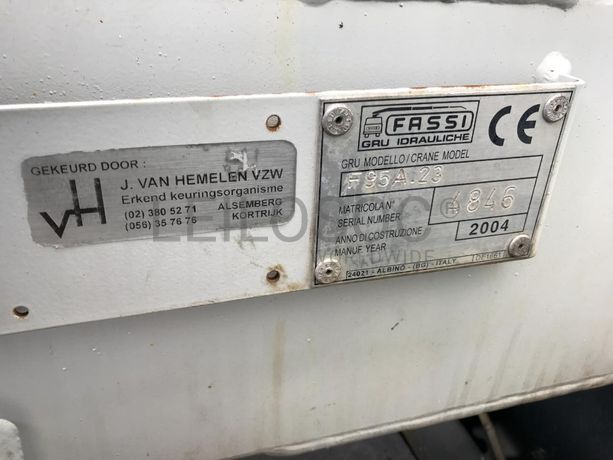 GEKEURD DOOR :
vH
J. VAN HEMELEN VZW
Erkend keuringsorganisme
(02) 380 52 71 ALSEMBERG
(056) 35 76 76 KORTRIJK
FASSI
GRU IDRAULICHE
CE
GRU MODELLO/CRANE MODEL
F95A.23
MATRICOLA N°
SERIAL NUMBER
4846
ANNO DI COSTRUZIONE
MANUF. YEAR
2004
24021 - ALBINO - (BG) - ITALY
WORLDWIDE